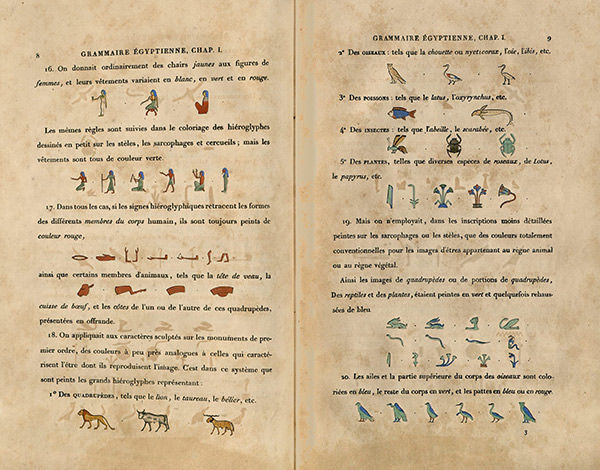 8 GRAMMAIRE ÉGYPTIENNE, CHAP. I.
16. On donnait ordinairement des chairs jaunes aux figures de
femmes, et leurs vêtements variaient en blanc, en vert et en rouge.
Les mêmes règles sont suivies dans le coloriage des hiéroglyphes
dessinés en petit sur les stèles, les sarcophages et cercueils; mais les
vêtements sont tous de couleur verte.
17. Dans tous les cas, si les signes hiéroglyphiques retracent les formes
des différents membres du corps humain, ils sont toujours peints de
couleur rouge,
ainsi que certains membres d'animaux, tels que la tête de veau, la
cuisse de bœuf, et les côtes de l'un ou de l'autre de ces quadrupèdes,
présentées en offrande.
18. On appliquait aux caractères sculptés sur les monuments de pre-
mier ordre, des couleurs à peu près analogues à celles qui caracté-
risent l'être dont ils reproduisent l'image. C'est dans ce système que
sont peints les grands hiéroglyphes représentant:
1° Des QUADRUPÈDES, tels que le lion, le taureau, le bélier, etc.
GRAMMAIRE ÉGYPTIENNE, CHAP. I. 9
2° Des OISEAUX: tels que la chouette ou nycticorax, l'oie, l'ibis, etc.
3° Des POISSONS: tels que le latus, l'oxyrynchus, etc.
4° Des INSECTES: tels que l'abeille, le scarabée, etc.
5° Des PLANTES, telles que diverses espèces de roseaux, de Lotus,
le papyrus, etc.
19. Mais on n'employait, dans les inscriptions moins détaillées
peintes sur les sarcophages ou les stèles, que des couleurs totalement
conventionnelles pour les images d'êtres appartenant au règne animal
ou au règne végétal.
Ainsi les images de quadrupèdes ou de portions de quadrupèdes,
Des reptiles et des plantes, étaient peintes en vert et quelquefois rehaus-
sées de bleu
20. Les ailes et la partie supérieure du corps des oiseaux sont colo-
riées en bleu, le reste du corps en vert, et les pattes en bleu ou en rouge.
3